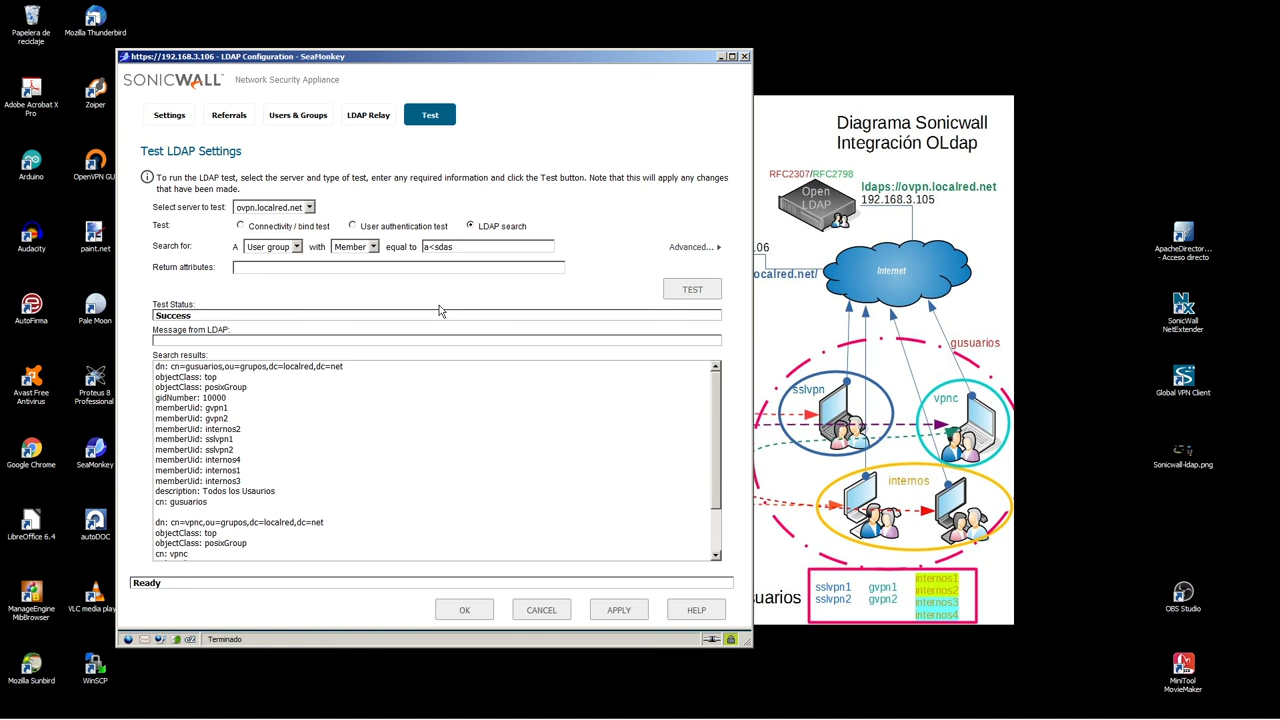 Papelera de
reciclaje
Mozilla Thunderbird
Adobe Acrobat X
Pro
Zoiper
Arduino
OpenVPN GUI
Audacity
paint.net
AutoFirma
Pale Moon
Avast Free
Antivirus
Proteus 8
Professional
Google Chrome
SeaMonkey
LibreOffice 6.4
autoDOC
ManageEngine
MibBrowser
VLC media play
Mozilla Sunbird
WinSCP
https://192.168.3.106 - LDAP Configuration - SeaMonkey
SONICWALL
Network Security Appliance
Settings
Referrals
Users & Groups
LDAP Relay
Test
Test LDAP Settings
To run the LDAP test, select the server and type of test, enter any required information and click the Test button. Note that this will apply any changes
that have been made.
Select server to test: ovpn.localred.net
Test: Connectivity / bind test User authentication test LDAP search
Search for: A User group with Member equal to a<sdas Advanced...
Return attributes:
TEST
Test Status:
Success
Message from LDAP:
Search results:
dn: cn=gusuarios,ou=grupos,dc=localred,dc=net
objectClass: top
objectClass: posixGroup
gidNumber: 10000
memberUid: gvpn1
memberUid: gvpn2
memberUid: internos2
memberUid: sslvpn1
memberUid: sslvpn2
memberUid: internos4
memberUid: internos1
memberUid: internos3
description: Todos los Usaurios
cn: gusuarios
dn: cn=vpnc,ou=grupos,dc=localred,dc=net
objectClass: top
objectClass: posixGroup
cn: vpnc
Ready
OK
CANCEL
APPLY
HELP
Terminado
Diagrama Sonicwall
Integración OLdap
RFC2307/RFC2798
Open
LDAP
ldaps://ovpn.localred.net
192.168.3.105
06
ocalred.net/
Internet
gusuarios
sslvpn
vpnc
internos
suarios
sslvpn1 gvpn1 internos1
sslvpn2 gvpn2 internos2
internos3
internos4
ApacheDirector...
- Acceso directo
SonicWall
NetExtender
Global VPN Client
Sonicwall-ldap.png
OBS Studio
MiniTool
MovieMaker